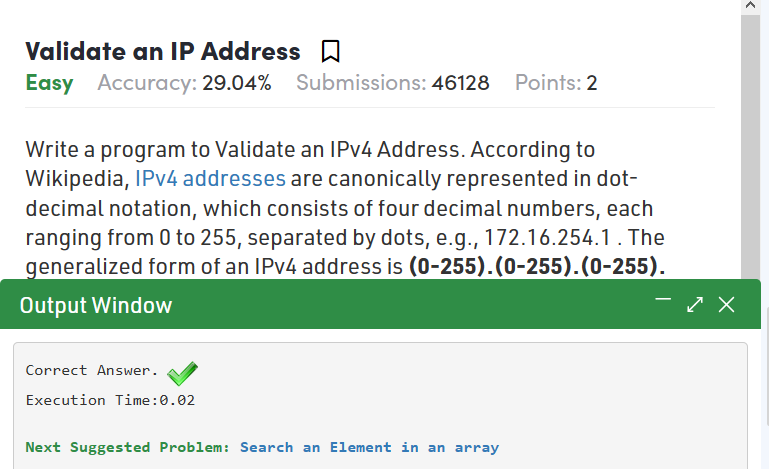 Validate an IP Address
Easy Accuracy: 29.04% Submissions: 46128 Points: 2
Write a program to Validate an IPv4 Address. According to
Wikipedia, IPv4 addresses are canonically represented in dot-
decimal notation, which consists of four decimal numbers, each
ranging from 0 to 255, separated by dots, e.g., 172.16.254.1 . The
generalized form of an IPv4 address is (0-255).(0-255).(0-255).
Output Window
Correct Answer.
Execution Time:0.02
Next Suggested Problem: Search an Element in an array